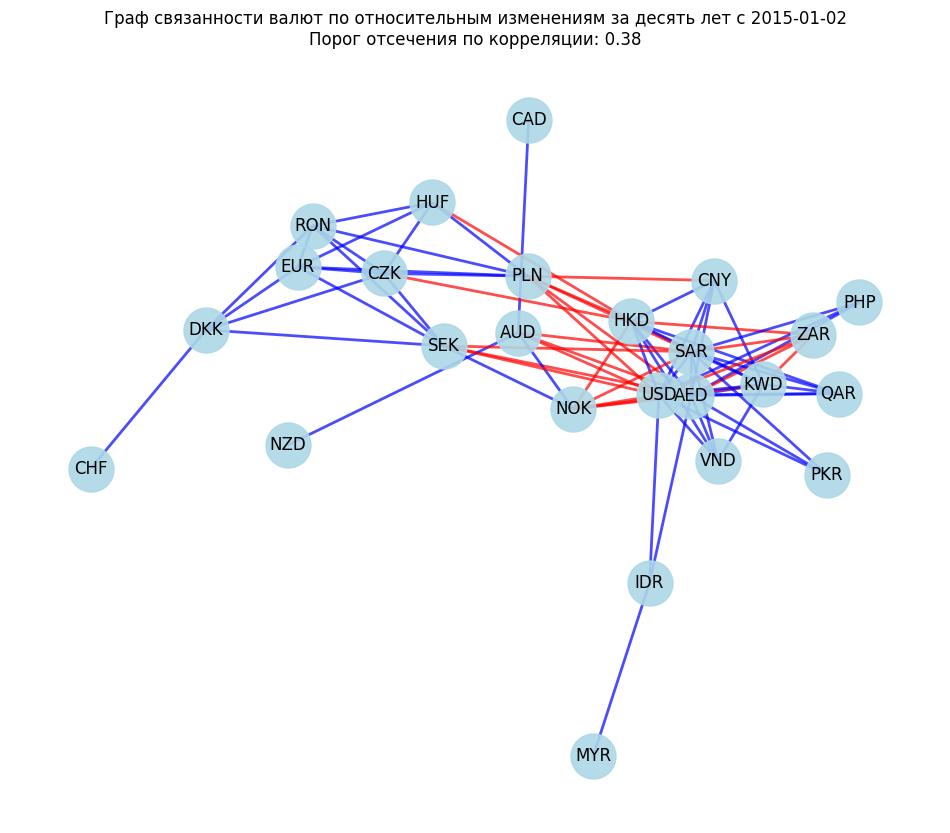 Граф связанности валют по относительным изменениям за десять лет с 2015-01-02
Порог отсечения по корреляции: 0.38
CAD
HUF
RON
EUR
CZK
PLN
CNY
PHP
DKK
AUD
HKD
ZAR
SEK
SAR
NOK
USD
AED
KWD
QAR
NZD
CHF
VND
PKR
IDR
MYR